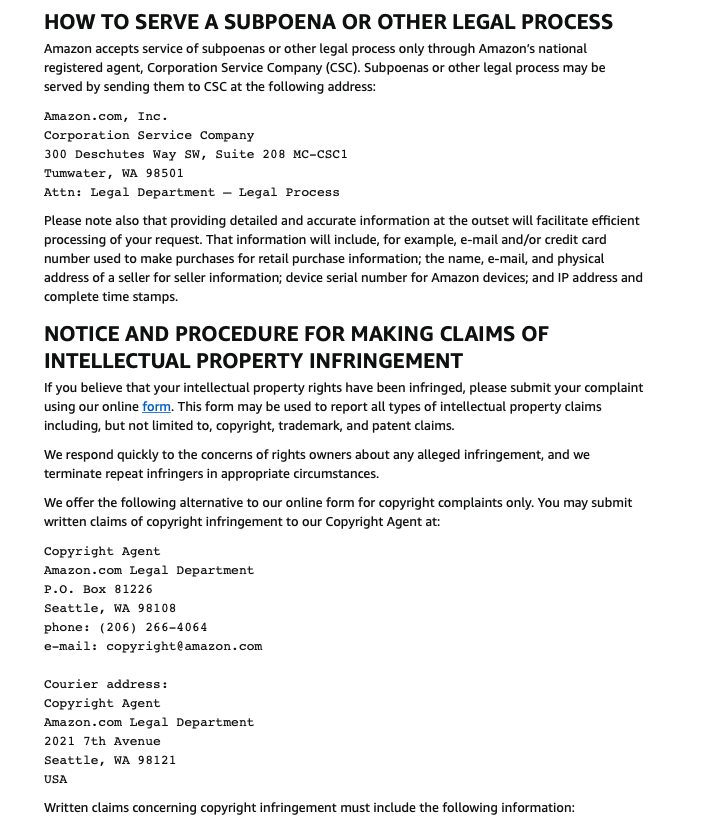 HOW TO SERVE A SUBPOENA OR OTHER LEGAL PROCESS
Amazon accepts service of subpoenas or other legal process only through Amazon's national
registered agent, Corporation Service Company (CSC). Subpoenas or other legal process may be
served by sending them to CSC at the following address:
Amazon.com, Inc.
Corporation Service Company
300 Deschutes Way SW, Suite 208 MC-CSC1
Tumwater, WA 98501
Attn: Legal Department – Legal Process
Please note also that providing detailed and accurate information at the outset will facilitate efficient
processing of your request. That information will include, for example, e-mail and/or credit card
number used to make purchases for retail purchase information; the name, e-mail, and physical
address of a seller for seller information; device serial number for Amazon devices; and IP address and
complete time stamps.
NOTICE AND PROCEDURE FOR MAKING CLAIMS OF
INTELLECTUAL PROPERTY INFRINGEMENT
If you believe that your intellectual property rights have been infringed, please submit your complaint
using our online form. This form may be used to report all types of intellectual property claims
including, but not limited to, copyright, trademark, and patent claims.
We respond quickly to the concerns of rights owners about any alleged infringement, and we
terminate repeat infringers in appropriate circumstances.
We offer the following alternative to our online form for copyright complaints only. You may submit
written claims of copyright infringement to our Copyright Agent at:
Copyright Agent
Amazon.com Legal Department
P.O. Box 81226
Seattle, WA 98108
phone: (206) 266-4064
e-mail: copyright@amazon.com
Courier address:
Copyright Agent
Amazon.com Legal Department
2021 7th Avenue
Seattle, WA 98121
USA
Written claims concerning copyright infringement must include the following information: